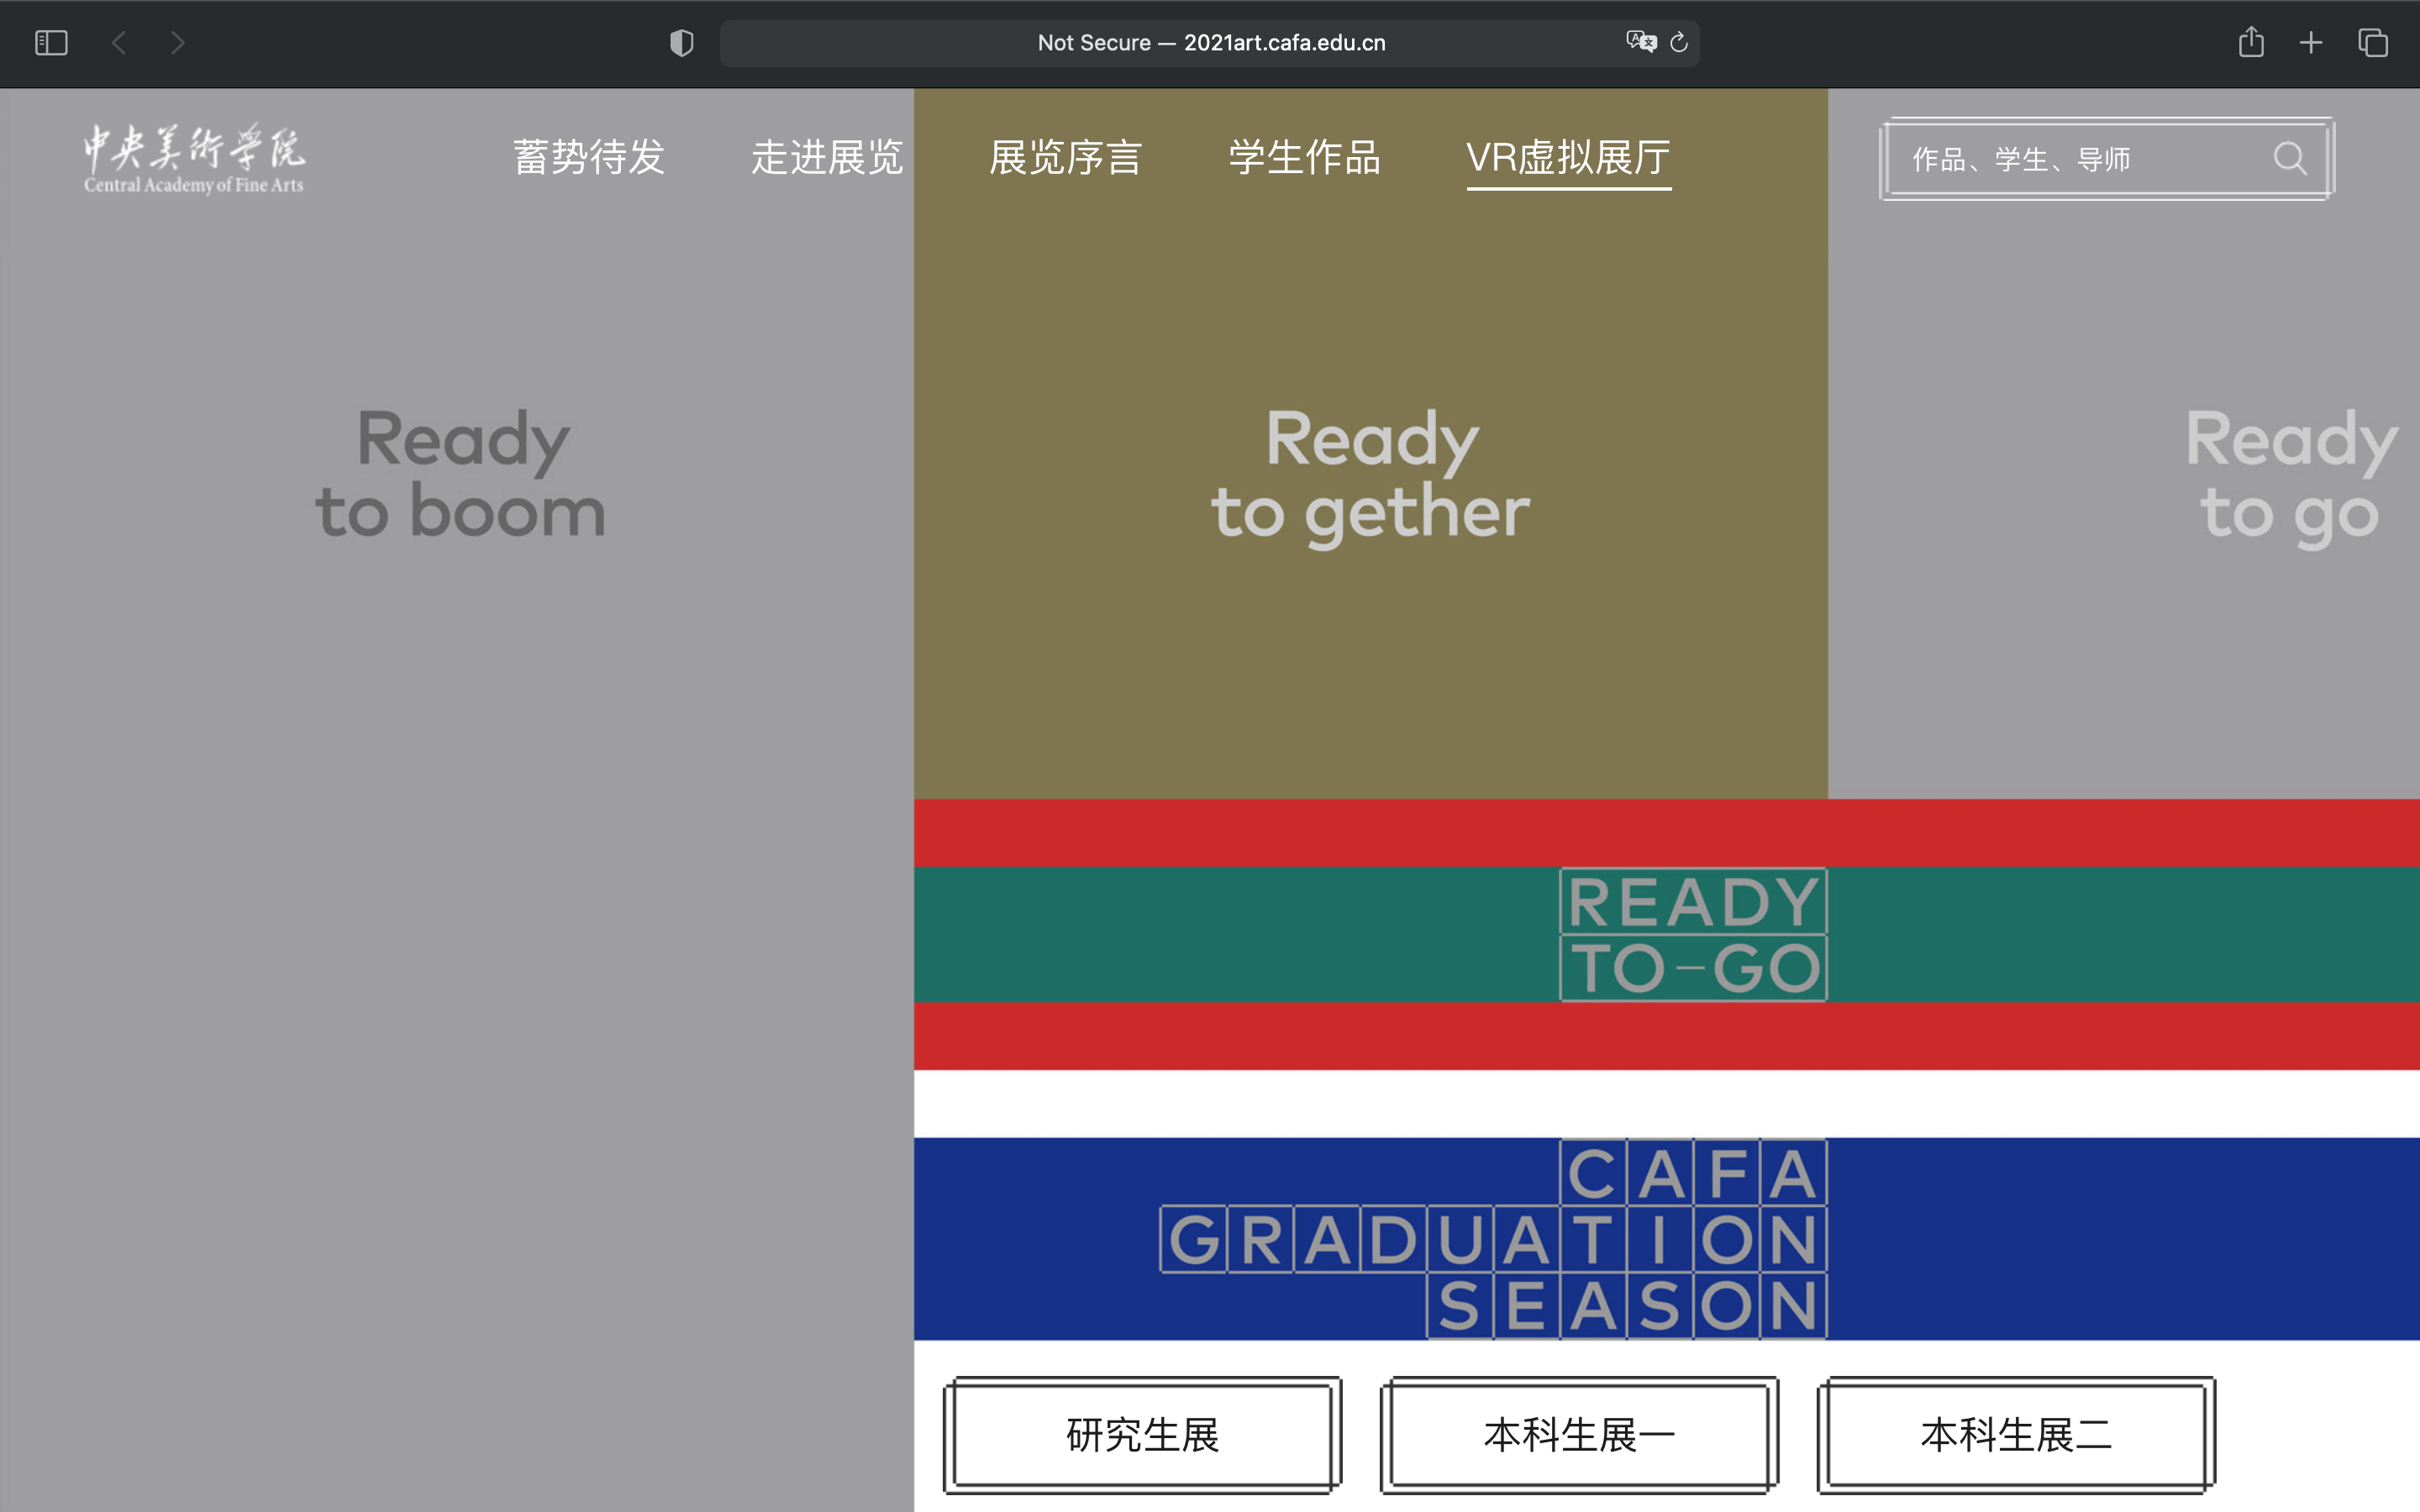 Not Secure — 2021art.cafa.edu.cn
中央美術学院
Central Academy of Fine Arts
蓄势待发 走进展览 展览序言 学生作品 VR虚拟展厅
作品、学生、导师
Ready
to boom
Ready
to gether
Ready
to go
READY
TO-GO
CAFA
GRADUATION
SEASON
研究生展 本科生展一 本科生展二